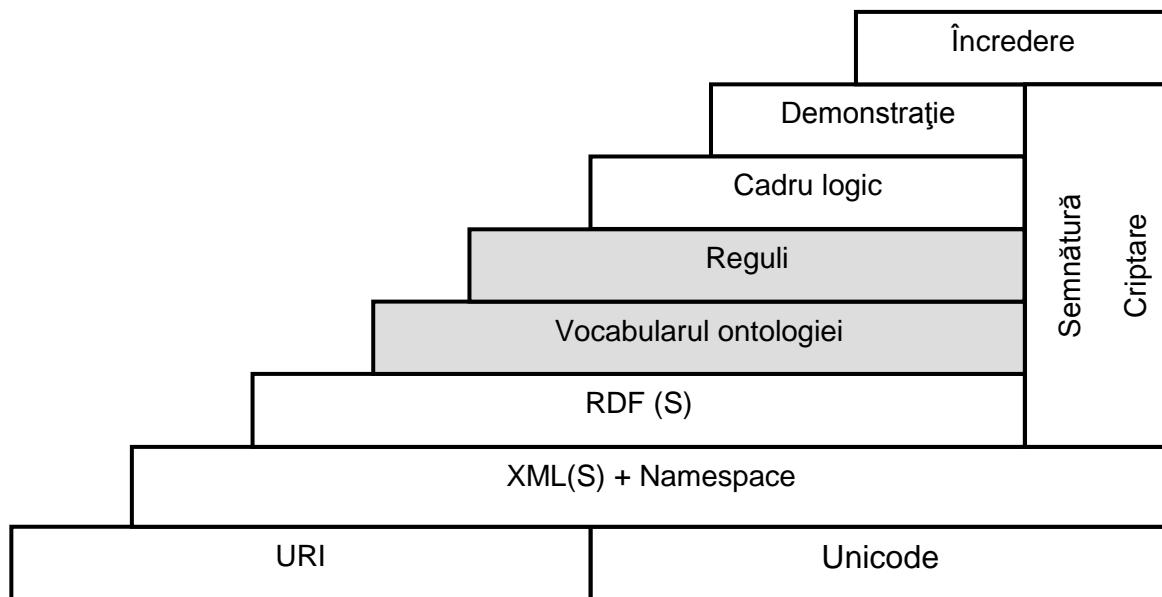 Încredere
Demonstraţie
Cadru logic
Reguli
Vocabularul ontologiei
RDF (S)
Semnătură
Criptare
XML(S) + Namespace
URI
Unicode